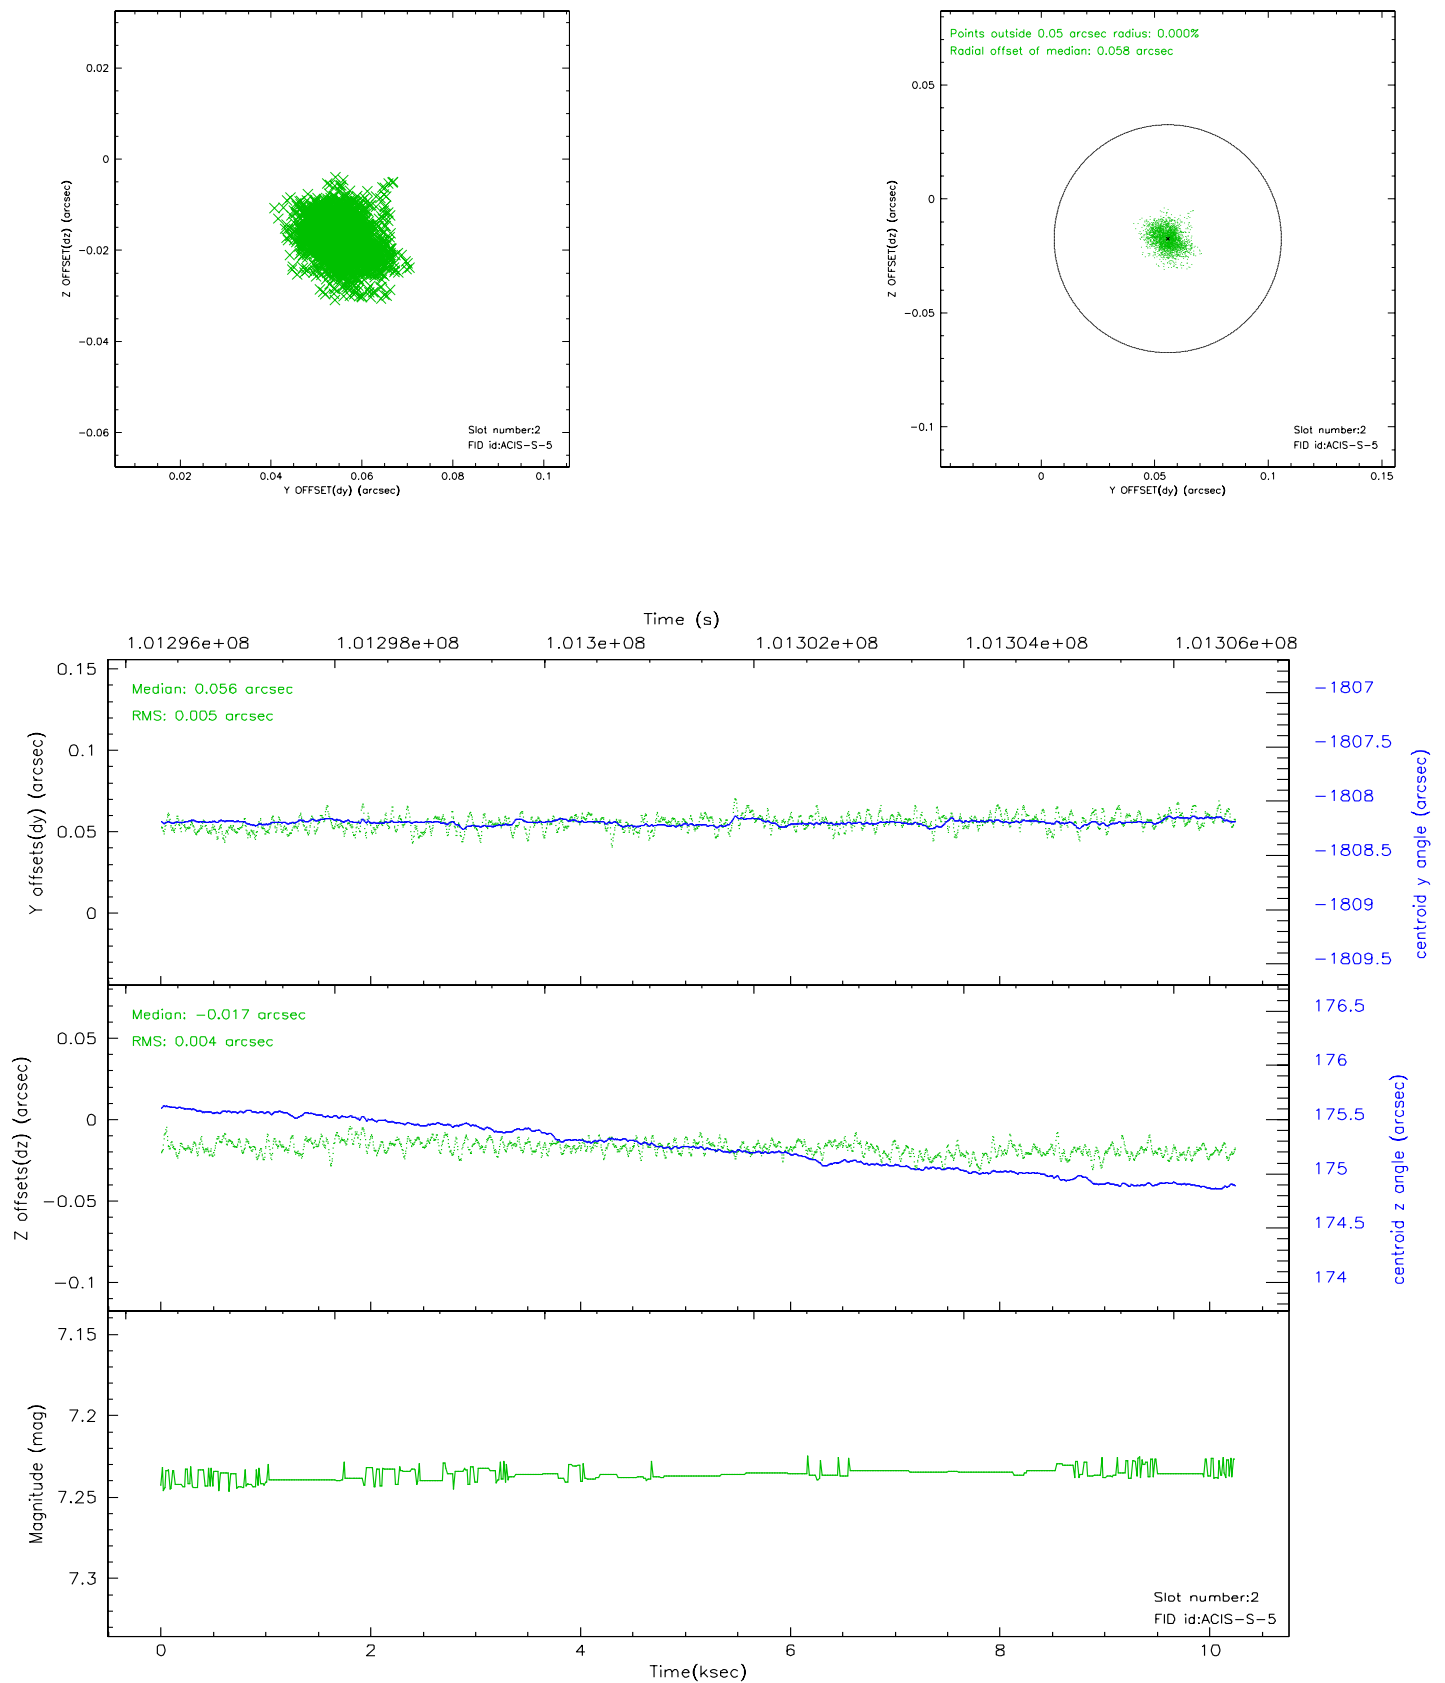 0.02
0
-0.02
-0.04
-0.06
Z OFFSET(dz) (arcsec)
Slot number:2
FID id:ACIS-S-5
0.02 0.04 0.06 0.08 0.1
Y OFFSET(dy) (arcsec)
Points outside 0.05 arcsec radius: 0.000%
Radial offset of median: 0.058 arcsec
0.05
0
-0.05
-0.1
Z OFFSET(dz) (arcsec)
Slot number:2
FID id:ACIS-S-5
0 0.05 0.1 0.15
Y OFFSET(dy) (arcsec)
Time (s)
1.01296e+08 1.01298e+08 1.013e+08 1.01302e+08 1.01304e+08 1.01306e+08
Median: 0.056 arcsec
RMS: 0.005 arcsec
0.15
0.1
0.05
0
Y offsets(dy) (arcsec)
-1807
-1807.5
-1808
-1808.5
-1809
-1809.5
centroid y angle (arcsec)
Median: -0.017 arcsec
RMS: 0.004 arcsec
0.05
0
-0.05
-0.1
Z offsets(dz) (arcsec)
176.5
176
175.5
175
174.5
174
centroid z angle (arcsec)
7.15
7.2
7.25
7.3
Magnitude (mag)
Slot number:2
FID id:ACIS-S-5
0 2 4 6 8 10
Time(ksec)